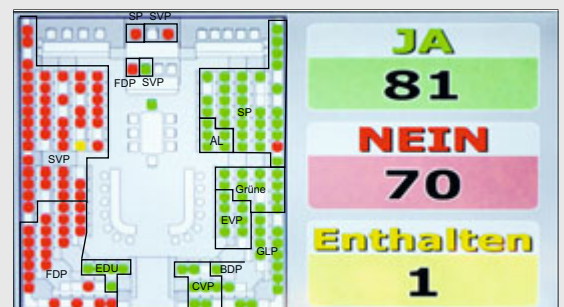 SP SVP
FDP SVP
SP
AL
SVP
Grüne
EVP
GLP
FDP
EDU
BDP
CVP
JA
81
NEIN
70
Enthalten
1